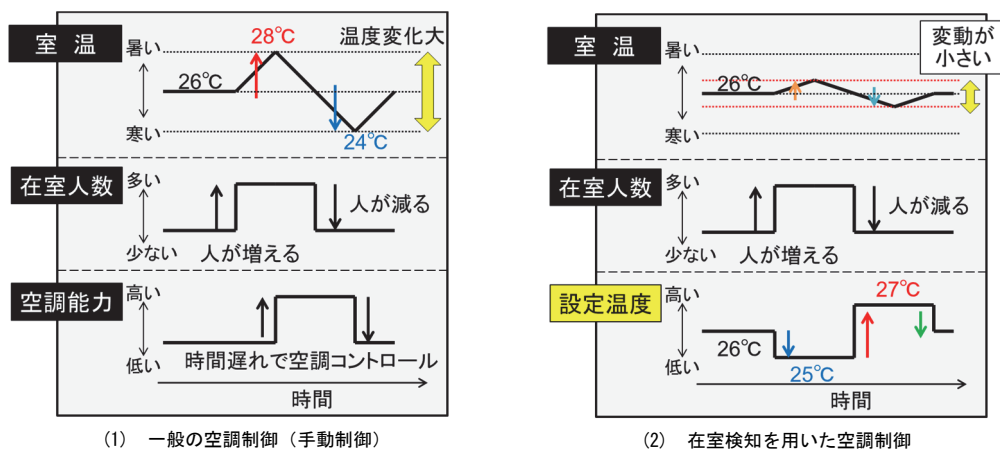 室 温
暑い
28℃
温度変化大
26℃
寒い
24℃
在室人数
多い
人が減る
少ない
人が増える
空調能力
高い
低い
時間遅れで空調コントロール
時間
(1) 一般の空調制御（手動制御）
室 温
暑い
変動が
小さい
26℃
寒い
在室人数
多い
人が減る
少ない
人が増える
設定温度
高い
27℃
26℃
低い
25℃
時間
(2) 在室検知を用いた空調制御